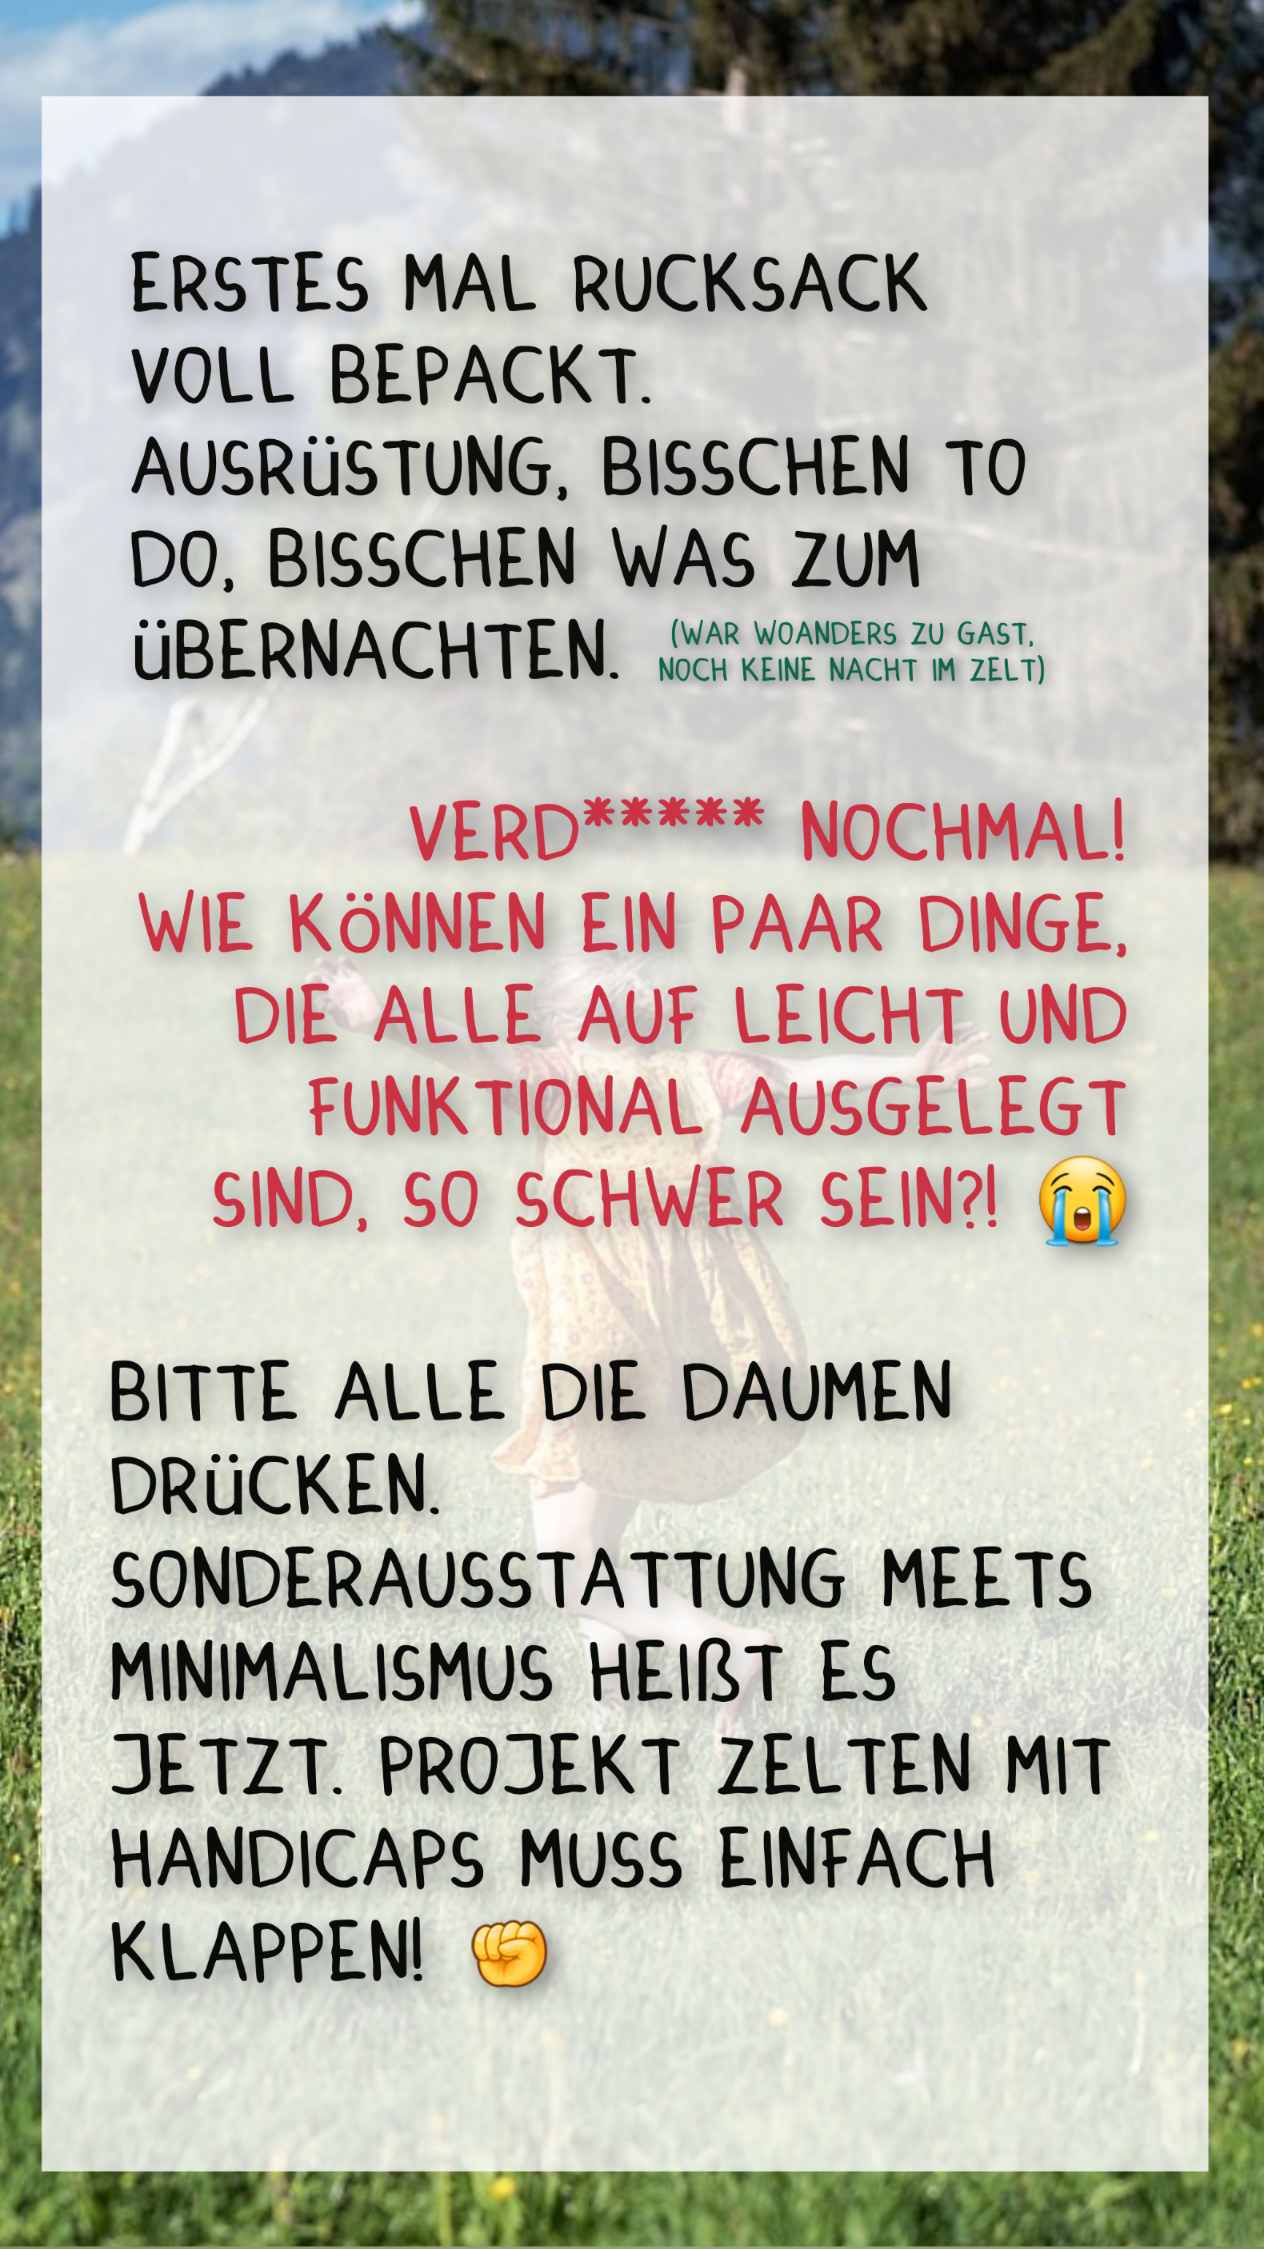 ERSTES MAL RUCKSACK
VOLL BEPACKT.
AUSRÜSTUNG, BISSCHEN TO
DO, BISSCHEN WAS ZUM
ÜBERNACHTEN.
(WAR WOANDERS ZU GAST,
NOCH KEINE NACHT IM ZELT)
VERD***** NOCHMAL!
WIE KÖNNEN EIN PAAR DINGE,
DIE ALLE AUF LEICHT UND
FUNKTIONAL AUSGELEGT
SIND, SO SCHWER SEIN?! 😭
BITTE ALLE DIE DAUMEN
DRÜCKEN.
SONDERAUSSTATTUNG MEETS
MINIMALISMUS HEIßT ES
JETZT. PROJEKT ZELTEN MIT
HANDICAPS MUSS EINFACH
KLAPPEN! ✊